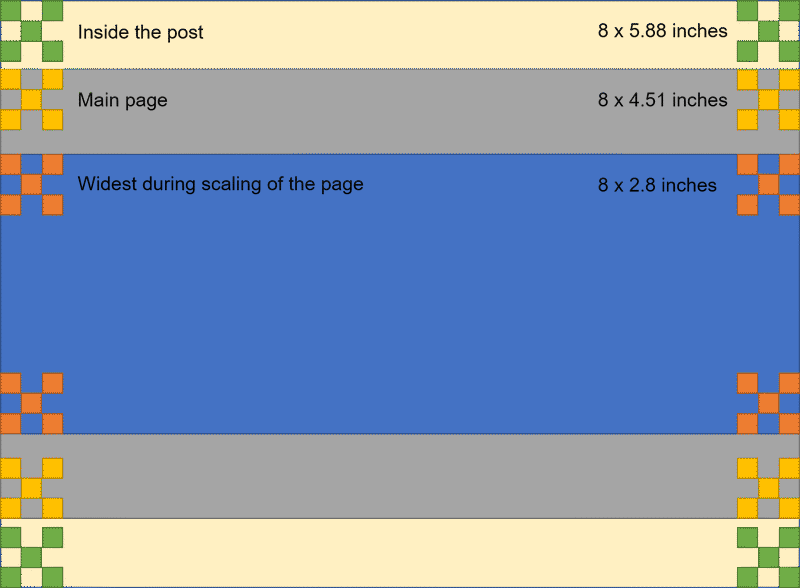 Inside the post 8 x 5.88 inches
Main page 8 x 4.51 inches
Widest during scaling of the page 8 x 2.8 inches